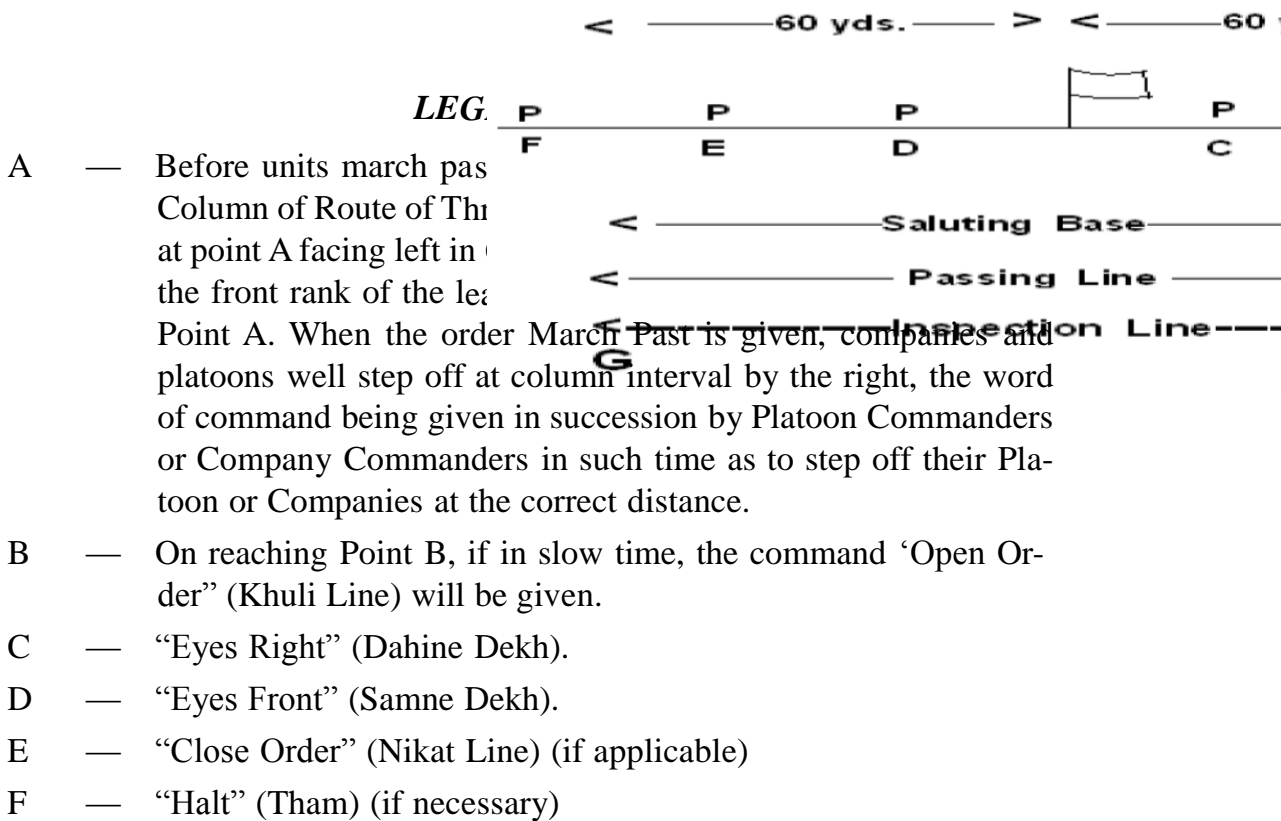 < ——— 60 yds. —— > < ——— 60
LEG
P P P P
F E D C
A — Before units march pas
Column of Route of Thr
at point A facing left in
the front rank of the lea
< ——— Saluting Base ———
< ——— Passing Line ———
< ——— Inspection Line ———
G
Point A. When the order March Past is given, companies and
platoons well step off at column interval by the right, the word
of command being given in succession by Platoon Commanders
or Company Commanders in such time as to step off their Pla-
toon or Companies at the correct distance.
B — On reaching Point B, if in slow time, the command ‘Open Or-
der” (Khuli Line) will be given.
C — “Eyes Right” (Dahine Dekh).
D — “Eyes Front” (Samne Dekh).
E — “Close Order” (Nikat Line) (if applicable)
F — “Halt” (Tham) (if necessary)